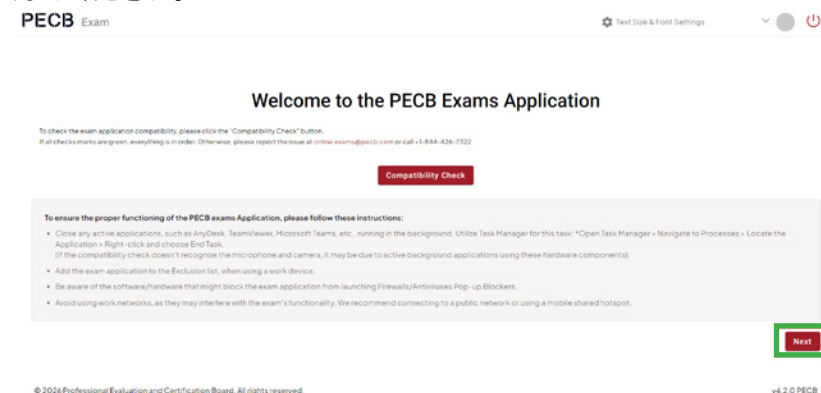 PECB Exam
Text Size & Font Settings
Welcome to the PECB Exams Application
To check the exam application compatibility, please click the "Compatibility Check" button.
If all checks marks are green, everything is in order. Otherwise, please report the issue at online.exams@pecb.com or call +1-844-426-7322
Compatibility Check
To ensure the proper functioning of the PECB exams Application, please follow these instructions:
• Close any active applications, such as AnyDesk, TeamViewer, Microsoft Teams, etc., running in the background. Utilize Task Manager for this task: *Open Task Manager > Navigate to Processes > Locate the
Application > Right-click and choose End Task.
(If the compatibility check doesn't recognize the microphone and camera, it may be due to active background applications using these hardware components).
• Add the exam application to the Exclusion list, when using a work device.
• Be aware of the software/hardware that might block the exam application from launching Firewalls/Antiviruses Pop-up Blockers.
• Avoid using work networks, as they may interfere with the exam's functionality. We recommend connecting to a public network or using a mobile shared hotspot.
Next
© 2026 Professional Evaluation and Certification Board. All rights reserved.
v4.2.0 PECB